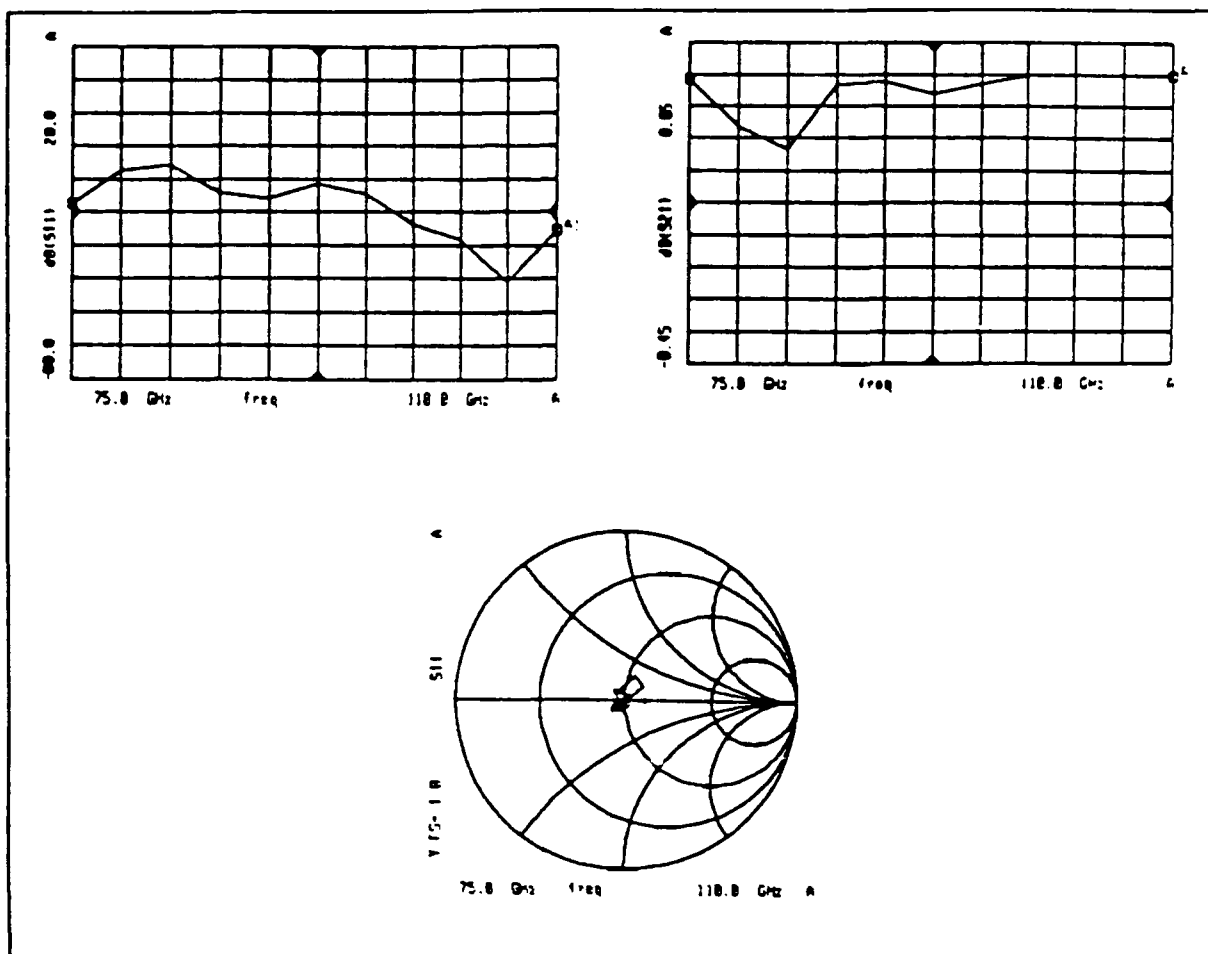 A
20.0
dB(S11)
-80.0
75.0 GHz freq 110.0 GHz A
A
0.05
dB(S21)
-0.45
75.0 GHz freq 110.0 GHz A
A
S11
75.0 GHz freq 110.0 GHz A